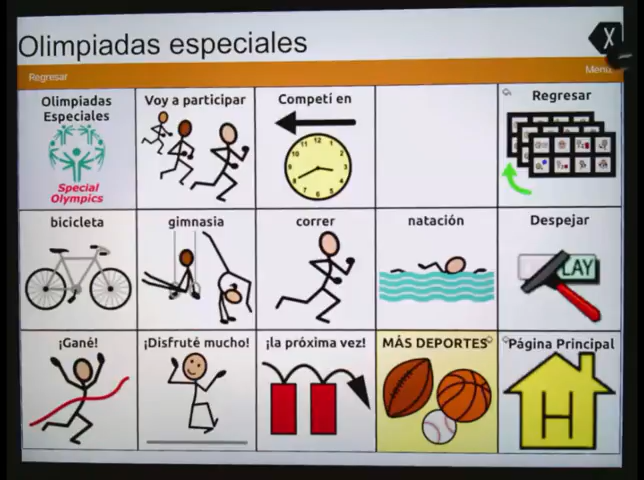 Olimpiadas especiales
X
Regresar
Menú
Olimpiadas
Especiales
Special
Olympics
Voy a participar
Competí en
Regresar
bicicleta
gimnasia
correr
natación
Despejar
LAY
¡Gané!
¡Disfruté mucho!
¡la próxima vez!
MÁS DEPORTES
Página Principal
H